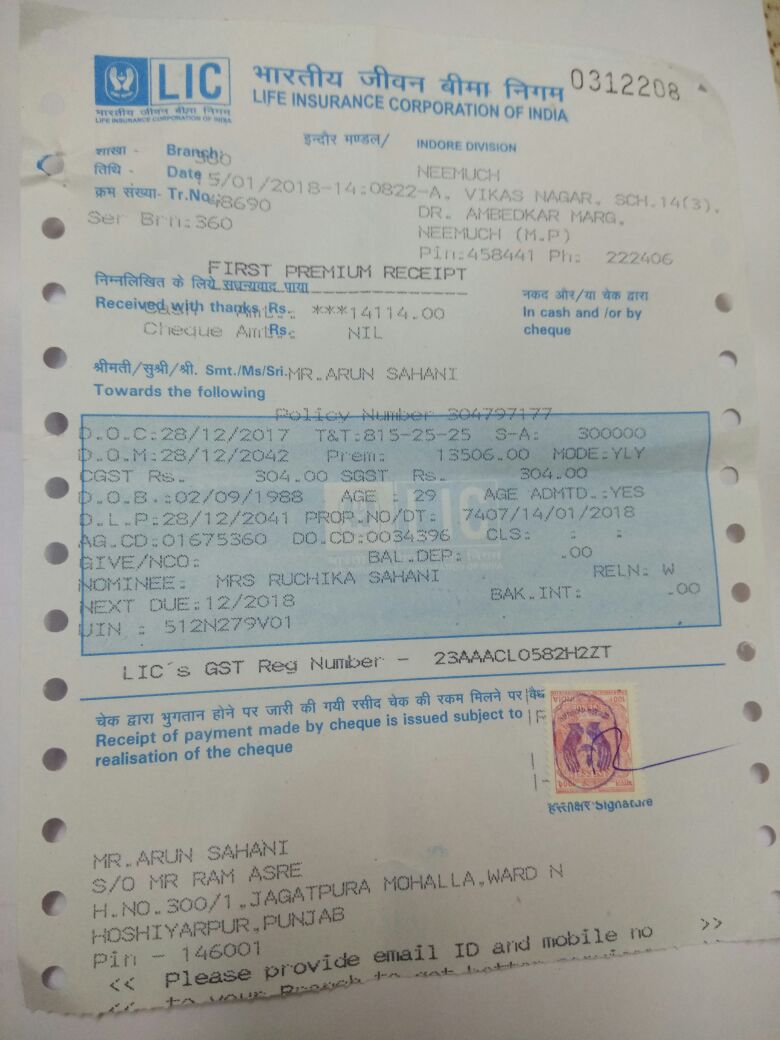 LIC
भारतीय जीवन बीमा निगम
LIFE INSURANCE CORPORATION OF INDIA
भारतीय जीवन बीमा निगम 0312208
LIFE INSURANCE CORPORATION OF INDIA
इन्दौर मण्डल/ INDORE DIVISION
शाखा - Branch: 360 NEEMUCH
तिथि - Date 15/01/2018-14:08 22-A, VIKAS NAGAR, SCH.14(3),
क्रम संख्या- Tr.No. 48690 DR. AMBEDKAR MARG,
Ser Brn:360 NEEMUCH (M.P)
Pin:458441 Ph: 222406
FIRST PREMIUM RECEIPT
निम्नलिखित के लिये सधन्यवाद पाया नकद और/या चेक द्वारा
Received with thanks Rs. ***14114.00 In cash and /or by
Cheque Amt.: Rs. NIL cheque
श्रीमती/सुश्री/श्री. Smt./Ms/Sri. MR.ARUN SAHANI
Towards the following
Policy Number 304797177
D.O.C:28/12/2017 T&T:815-25-25 S-A: 300000
D.O.M:28/12/2042 Prem: 13506.00 MODE:YLY
CGST Rs. 304.00 SGST Rs. 304.00
D.O.B.:02/09/1988 AGE : 29 AGE ADMTD.:YES
D.L.P:28/12/2041 PROP.NO/DT: 7407/14/01/2018
AG.CD:01675360 DO.CD:0034396 CLS: : :
GIVE/NCO: BAL.DEP: .00
NOMINEE: MRS RUCHIKA SAHANI RELN: W
NEXT DUE:12/2018 BAK.INT: .00
UIN : 512N279V01
LIC's GST Reg Number - 23AAACL0582H2ZT
चेक द्वारा भुगतान होने पर जारी की गयी रसीद चेक की रकम मिलने पर वैध
Receipt of payment made by cheque is issued subject to
realisation of the cheque
हस्ताक्षर Signature
MR.ARUN SAHANI
S/O MR RAM ASRE
H.NO.300/1,JAGATPURA MOHALLA,WARD N
HOSHIYARPUR,PUNJAB
Pin - 146001
<< Please provide email ID and mobile no >>
<< to your Branch to get better